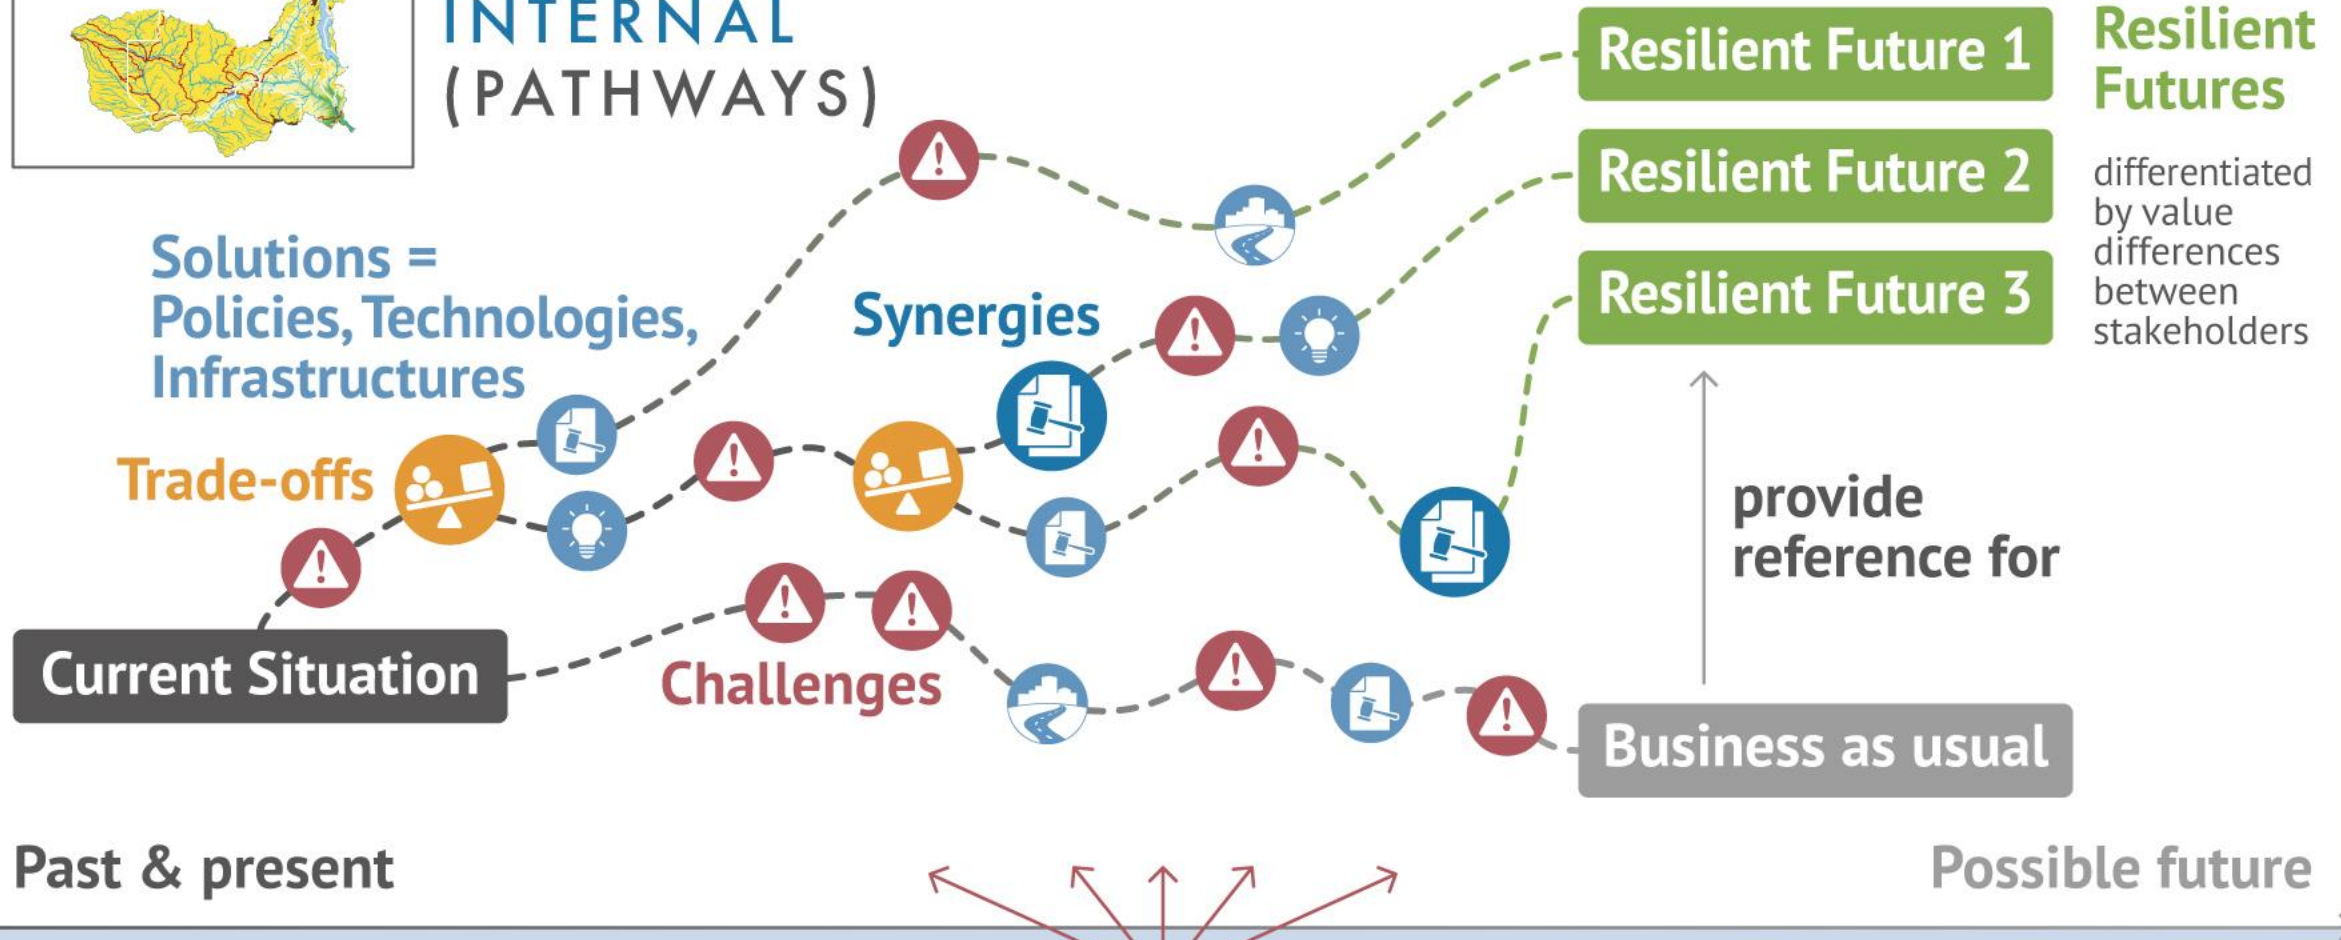 INTERNAL
(PATHWAYS)
Resilient Future 1
Resilient Future 2
Resilient Future 3
Resilient
Futures
differentiated
by value
differences
between
stakeholders
Solutions =
Policies, Technologies,
Infrastructures
Synergies
Trade-offs
provide
reference for
Current Situation
Challenges
Business as usual
Past & present
Possible future